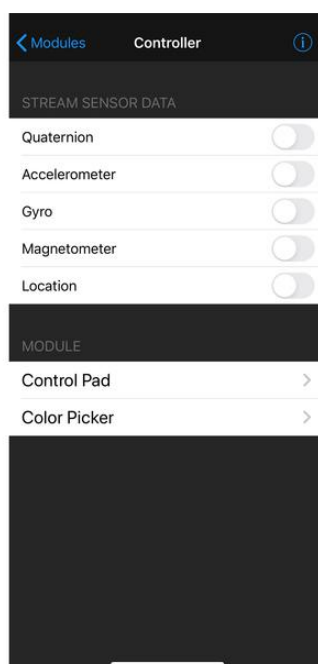 Modules
Controller
STREAM SENSOR DATA
Quaternion
Accelerometer
Gyro
Magnetometer
Location
MODULE
Control Pad
Color Picker